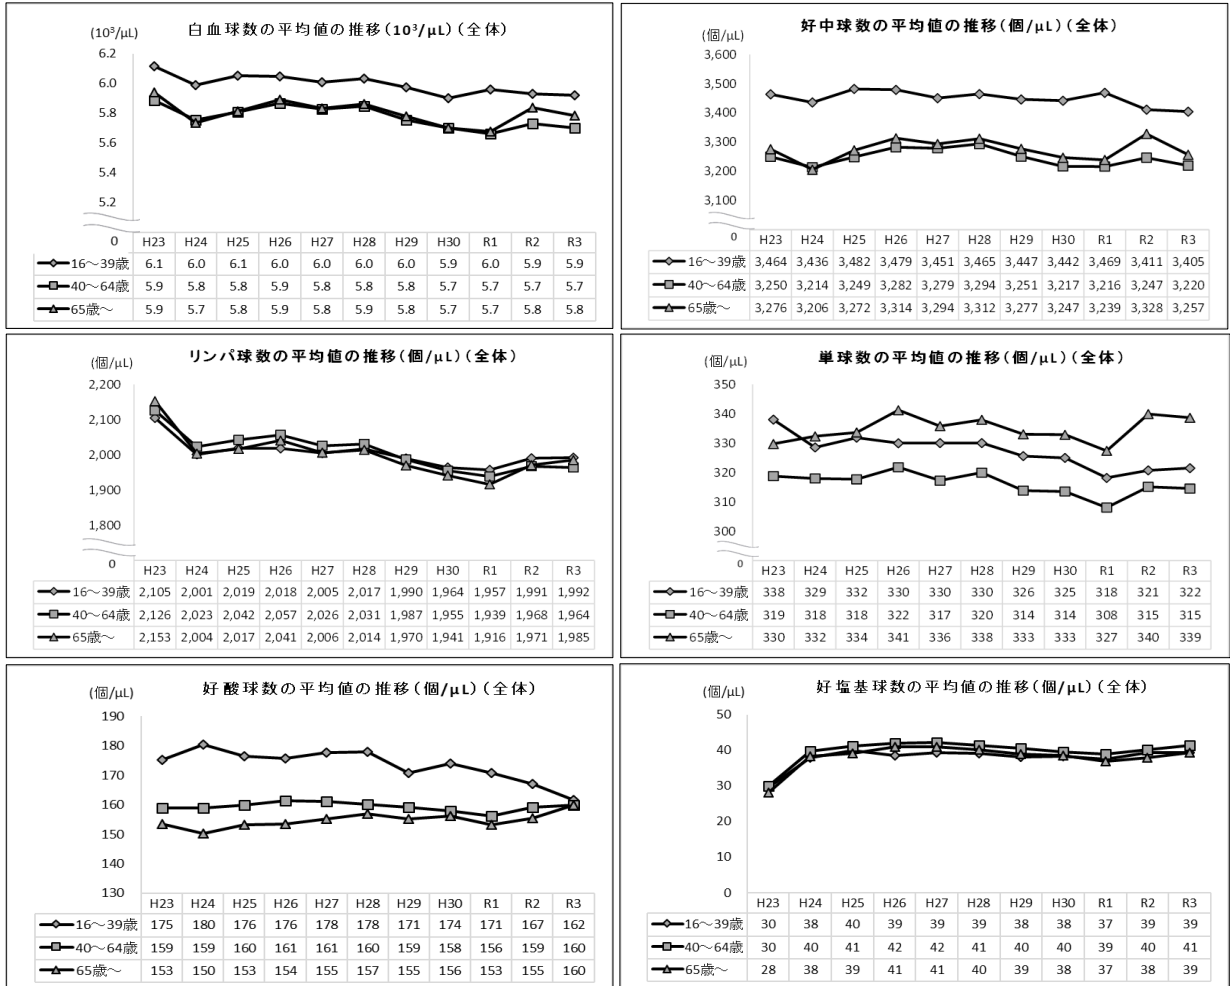 白血球数の平均値の推移(10³/μL)(全体)
(10³/μL)
6.2
6.0
5.8
5.6
5.4
5.2
0 H23 H24 H25 H26 H27 H28 H29 H30 R1 R2 R3
16～39歳 6.1 6.0 6.1 6.0 6.0 6.0 6.0 5.9 6.0 5.9 5.9
40～64歳 5.9 5.8 5.8 5.9 5.8 5.8 5.8 5.7 5.7 5.7 5.7
65歳～ 5.9 5.7 5.8 5.9 5.8 5.9 5.8 5.7 5.7 5.8 5.8
好中球数の平均値の推移(個/μL)(全体)
(個/μL)
3,600
3,500
3,400
3,300
3,200
3,100
0 H23 H24 H25 H26 H27 H28 H29 H30 R1 R2 R3
16～39歳 3,464 3,436 3,482 3,479 3,451 3,465 3,447 3,442 3,469 3,411 3,405
40～64歳 3,250 3,214 3,249 3,282 3,279 3,294 3,251 3,217 3,216 3,247 3,220
65歳～ 3,276 3,206 3,272 3,314 3,294 3,312 3,277 3,247 3,239 3,328 3,257
リンパ球数の平均値の推移(個/μL)(全体)
(個/μL)
2,200
2,100
2,000
1,900
1,800
0 H23 H24 H25 H26 H27 H28 H29 H30 R1 R2 R3
16～39歳 2,105 2,001 2,019 2,018 2,005 2,017 1,990 1,964 1,957 1,991 1,992
40～64歳 2,126 2,023 2,042 2,057 2,026 2,031 1,987 1,955 1,939 1,968 1,964
65歳～ 2,153 2,004 2,017 2,041 2,006 2,014 1,970 1,941 1,916 1,971 1,985
単球数の平均値の推移(個/μL)(全体)
(個/μL)
350
340
330
320
310
300
0 H23 H24 H25 H26 H27 H28 H29 H30 R1 R2 R3
16～39歳 338 329 332 330 330 330 326 325 318 321 322
40～64歳 319 318 318 322 317 320 314 314 308 315 315
65歳～ 330 332 334 341 336 338 333 333 327 340 339
好酸球数の平均値の推移(個/μL)(全体)
(個/μL)
190
180
170
160
150
140
130
H23 H24 H25 H26 H27 H28 H29 H30 R1 R2 R3
16～39歳 175 180 176 176 178 178 171 174 171 167 162
40～64歳 159 159 160 161 161 160 159 158 156 159 160
65歳～ 153 150 153 154 155 157 155 156 153 155 160
好塩基球数の平均値の推移(個/μL)(全体)
(個/μL)
50
40
30
20
10
0
H23 H24 H25 H26 H27 H28 H29 H30 R1 R2 R3
16～39歳 30 38 40 39 39 39 38 38 37 39 39
40～64歳 30 40 41 42 42 41 40 40 39 40 41
65歳～ 28 38 39 41 41 40 39 38 37 38 39